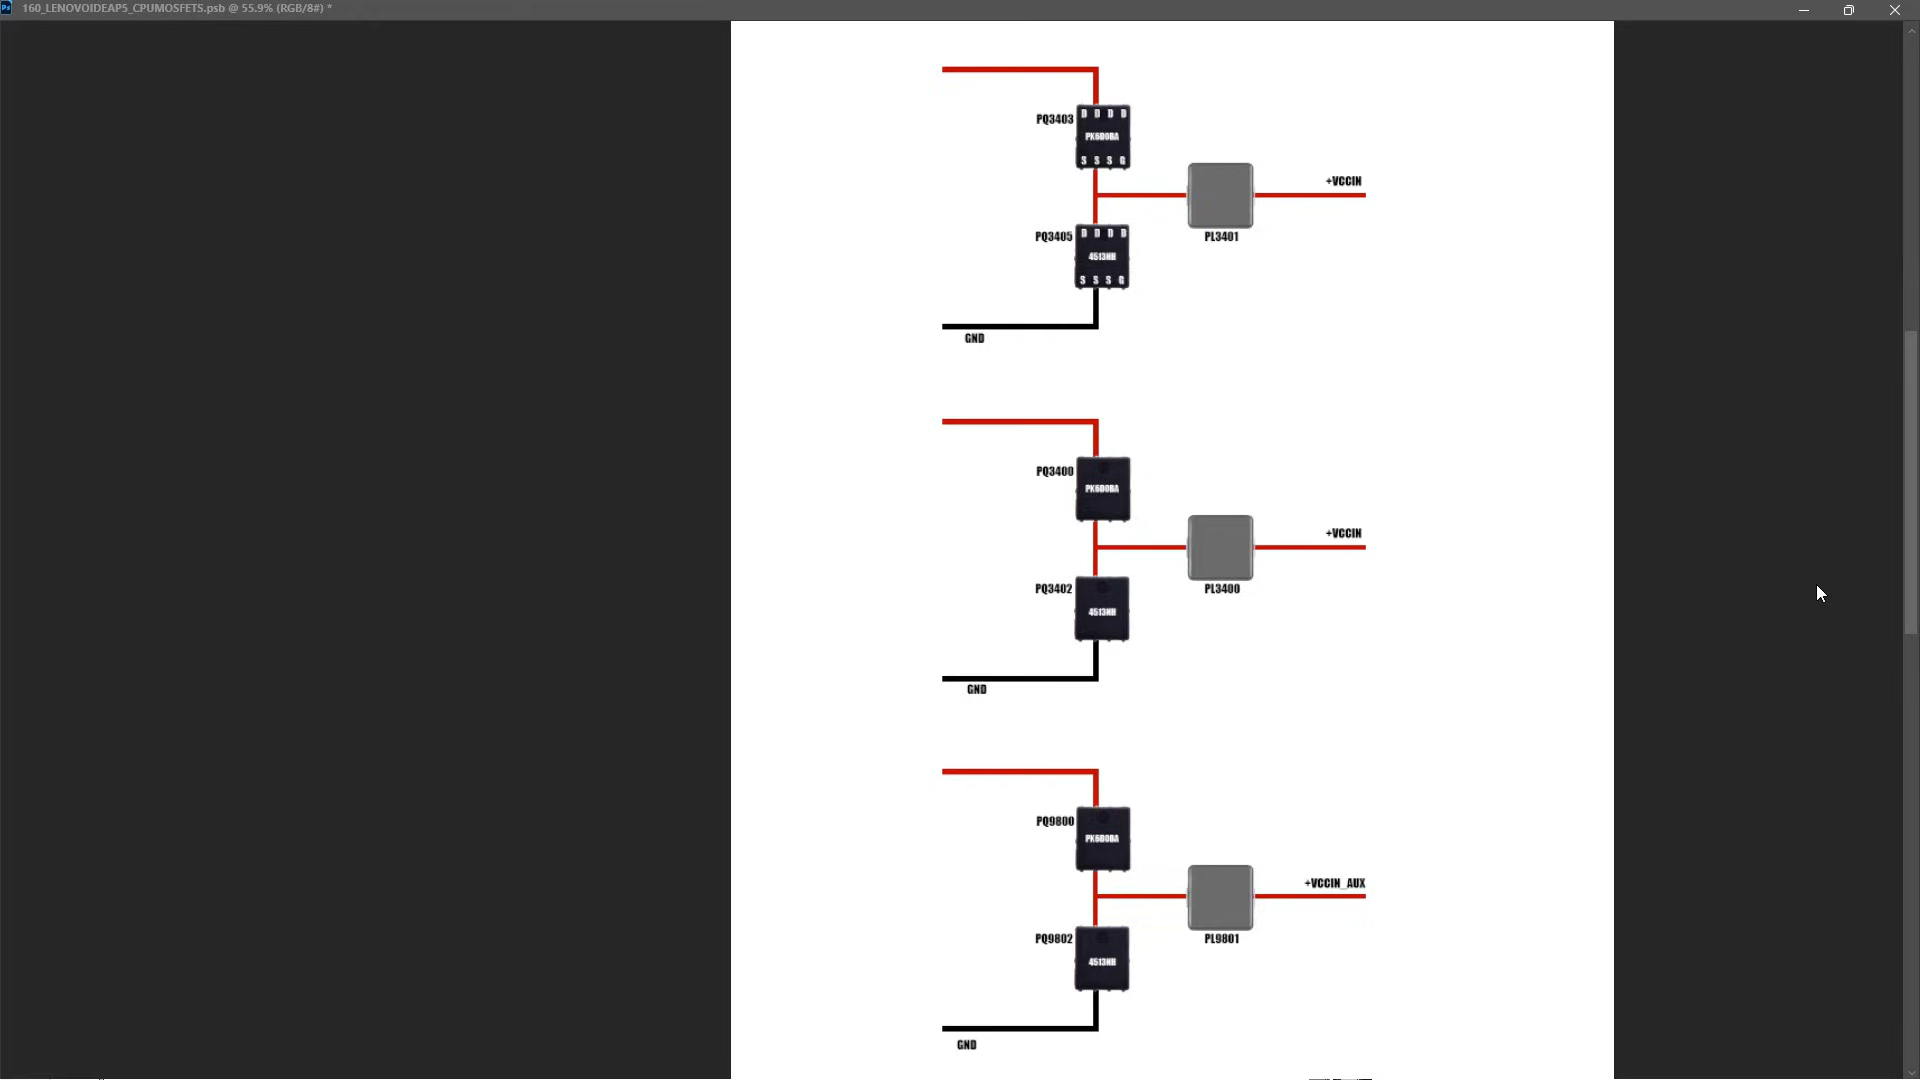 160_LENOVOIDEAP5_CPUMOSFETS.psb @ 55.9% (RGB/8#) *
PQ3403
D D D D
PK6D0BA
S S S G
+VCCIN
PL3401
PQ3405
D D D D
4513NH
S S S G
GND
PQ3400
PK6D0BA
+VCCIN
PL3400
PQ3402
4513NH
GND
PQ9800
PK6D0BA
+VCCIN_AUX
PL9801
PQ9802
4513NH
GND